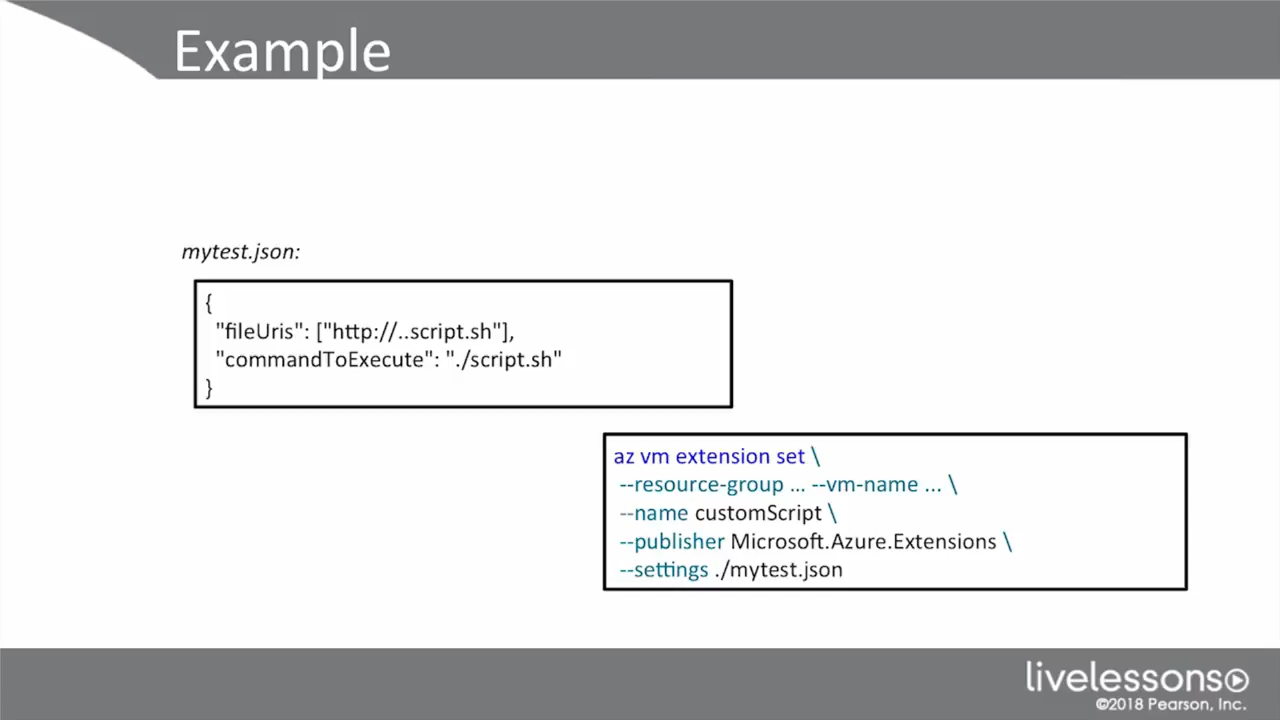 Example
mytest.json:
{
"fileUris": ["http://..script.sh"],
"commandToExecute": "./script.sh"
}
az vm extension set \
--resource-group ... --vm-name ... \
--name customScript \
--publisher Microsoft.Azure.Extensions \
--settings ./mytest.json
livelessons
©2018 Pearson, Inc.